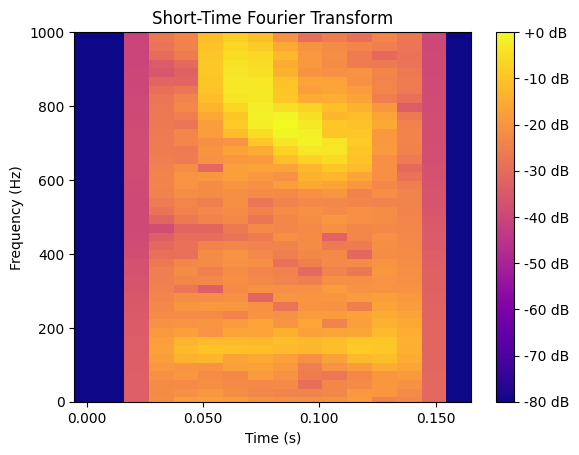 Short-Time Fourier Transform
1000
800
600
400
200
0
Frequency (Hz)
0.000
0.050
0.100
0.150
Time (s)
+0 dB
-10 dB
-20 dB
-30 dB
-40 dB
-50 dB
-60 dB
-70 dB
-80 dB